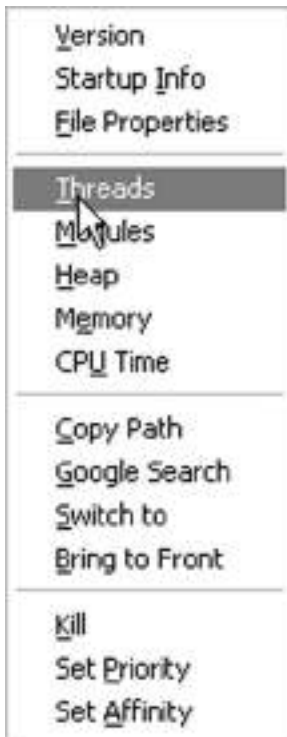 Version
Startup Info
File Properties
Threads
Modules
Heap
Memory
CPU Time
Copy Path
Google Search
Switch to
Bring to Front
Kill
Set Priority
Set Affinity